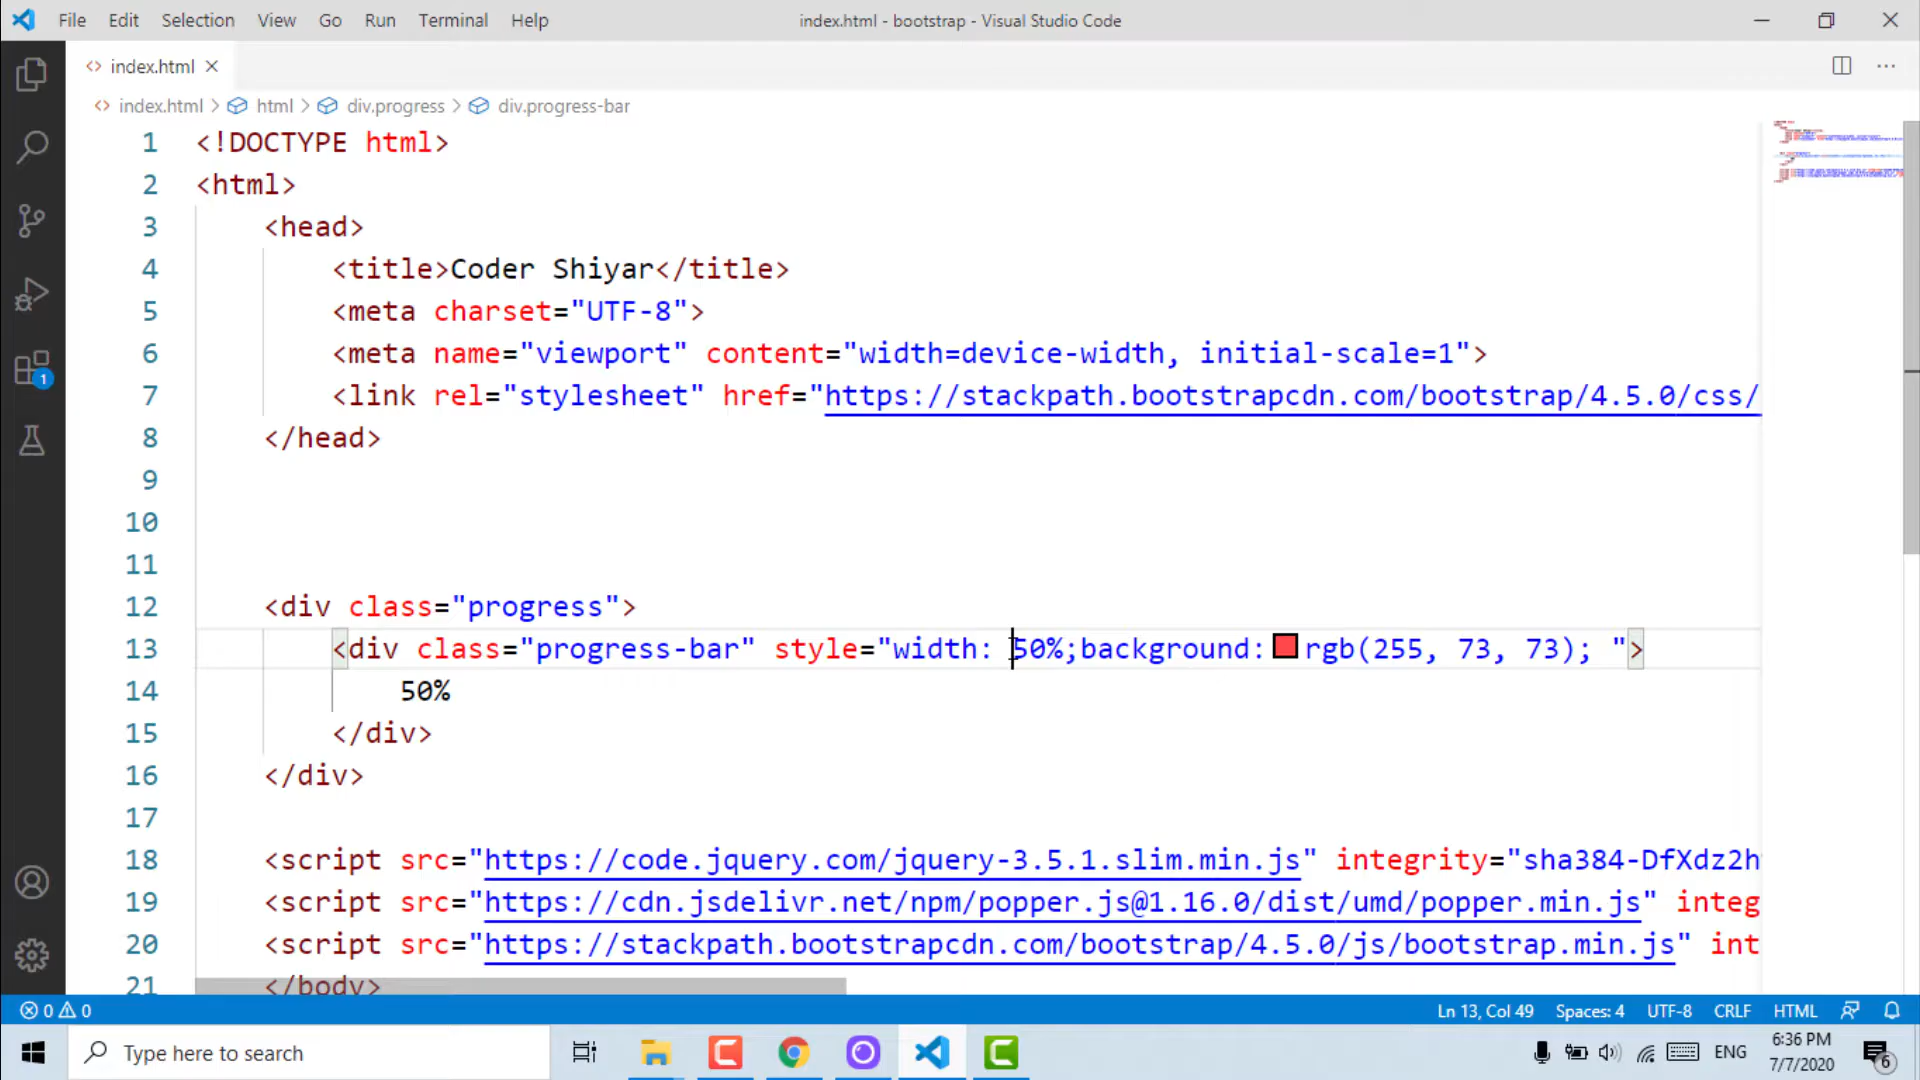 File Edit Selection View Go Run Terminal Help
index.html - bootstrap - Visual Studio Code
index.html
index.html > html > div.progress > div.progress-bar
1 <!DOCTYPE html>
2 <html>
3 <head>
4 <title>Coder Shiyar</title>
5 <meta charset="UTF-8">
6 <meta name="viewport" content="width=device-width, initial-scale=1">
7 <link rel="stylesheet" href="https://stackpath.bootstrapcdn.com/bootstrap/4.5.0/css/
8 </head>
9
10
11
12 <div class="progress">
13 <div class="progress-bar" style="width: 50%;background: rgb(255, 73, 73); ">
14 50%
15 </div>
16 </div>
17
18 <script src="https://code.jquery.com/jquery-3.5.1.slim.min.js" integrity="sha384-DfXdz2h
19 <script src="https://cdn.jsdelivr.net/npm/popper.js@1.16.0/dist/umd/popper.min.js" integ
20 <script src="https://stackpath.bootstrapcdn.com/bootstrap/4.5.0/js/bootstrap.min.js" int
21 </body>
1
0 0
Ln 13, Col 49 Spaces: 4 UTF-8 CRLF HTML
Type here to search
ENG
6:36 PM
7/7/2020
6